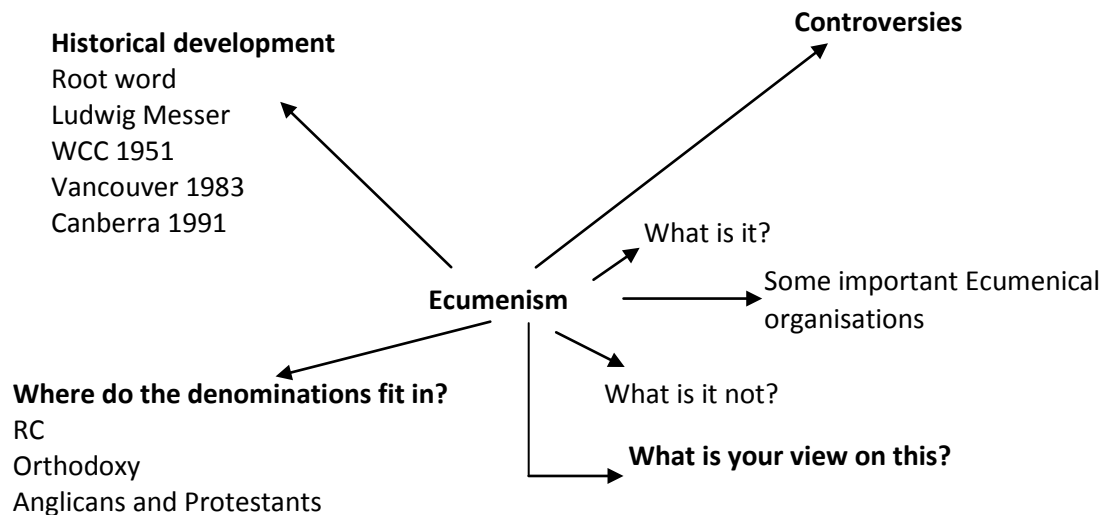 Historical development
Root word
Ludwig Messer
WCC 1951
Vancouver 1983
Canberra 1991
Controversies
What is it?
Some important Ecumenical
organisations
Ecumenism
What is it not?
Where do the denominations fit in?
RC
Orthodoxy
Anglicans and Protestants
What is your view on this?